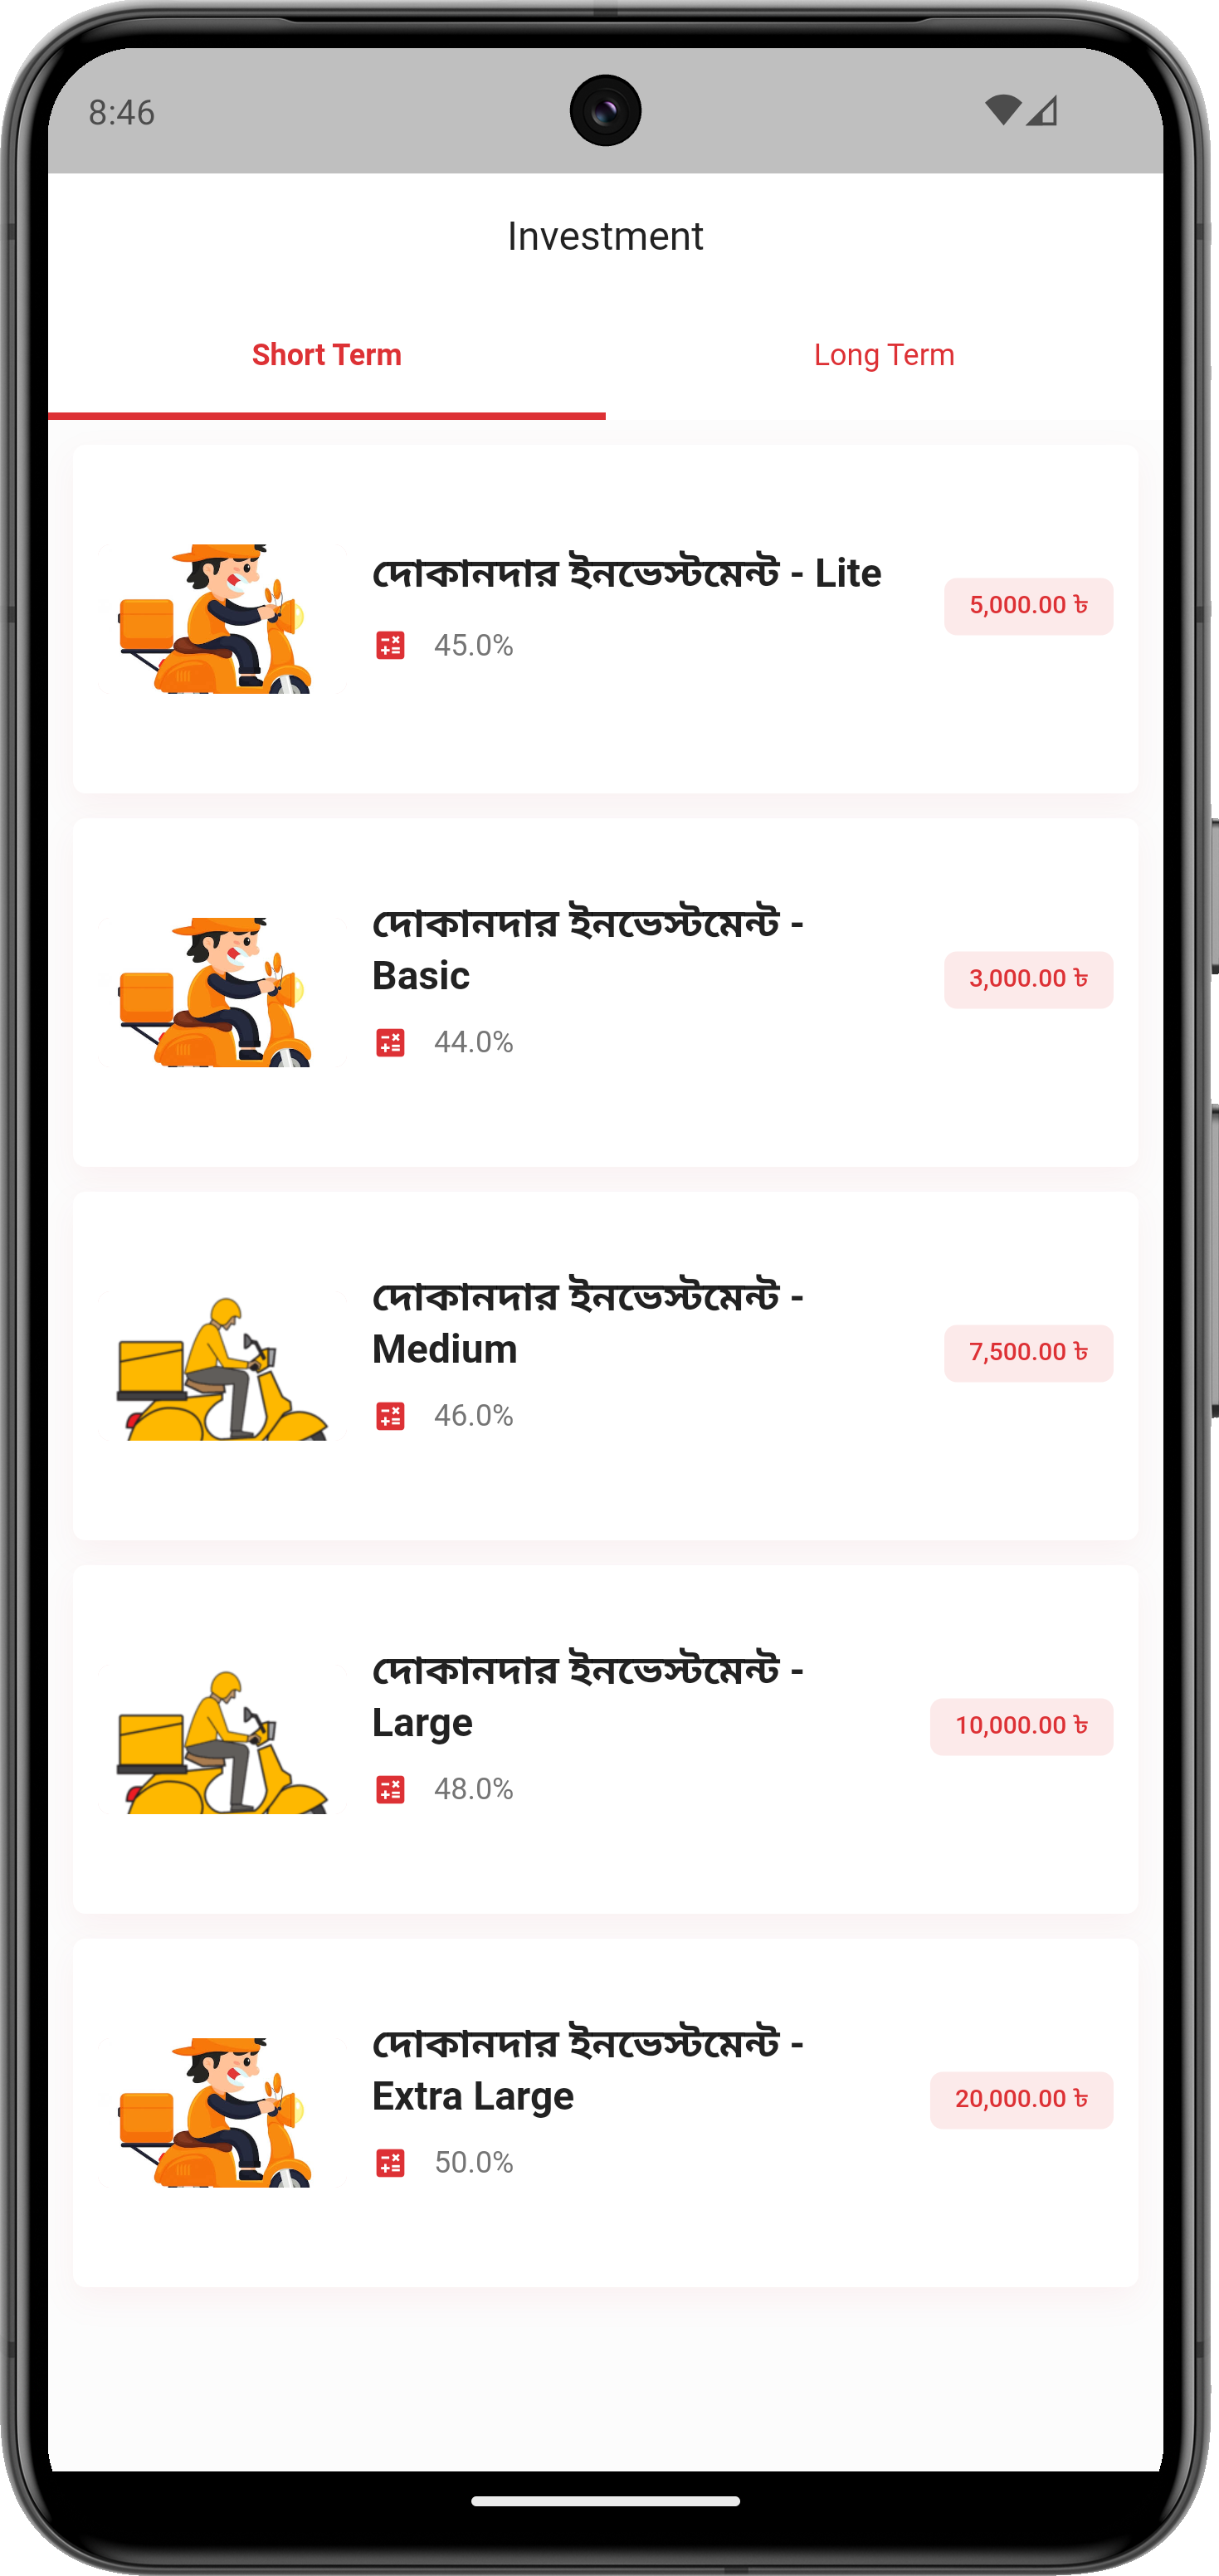 8:46
Investment
Short Term
Long Term
দোকানদার ইনভেস্টমেন্ট - Lite
45.0%
5,000.00 ৳
দোকানদার ইনভেস্টমেন্ট -
Basic
44.0%
3,000.00 ৳
দোকানদার ইনভেস্টমেন্ট -
Medium
46.0%
7,500.00 ৳
দোকানদার ইনভেস্টমেন্ট -
Large
48.0%
10,000.00 ৳
দোকানদার ইনভেস্টমেন্ট -
Extra Large
50.0%
20,000.00 ৳